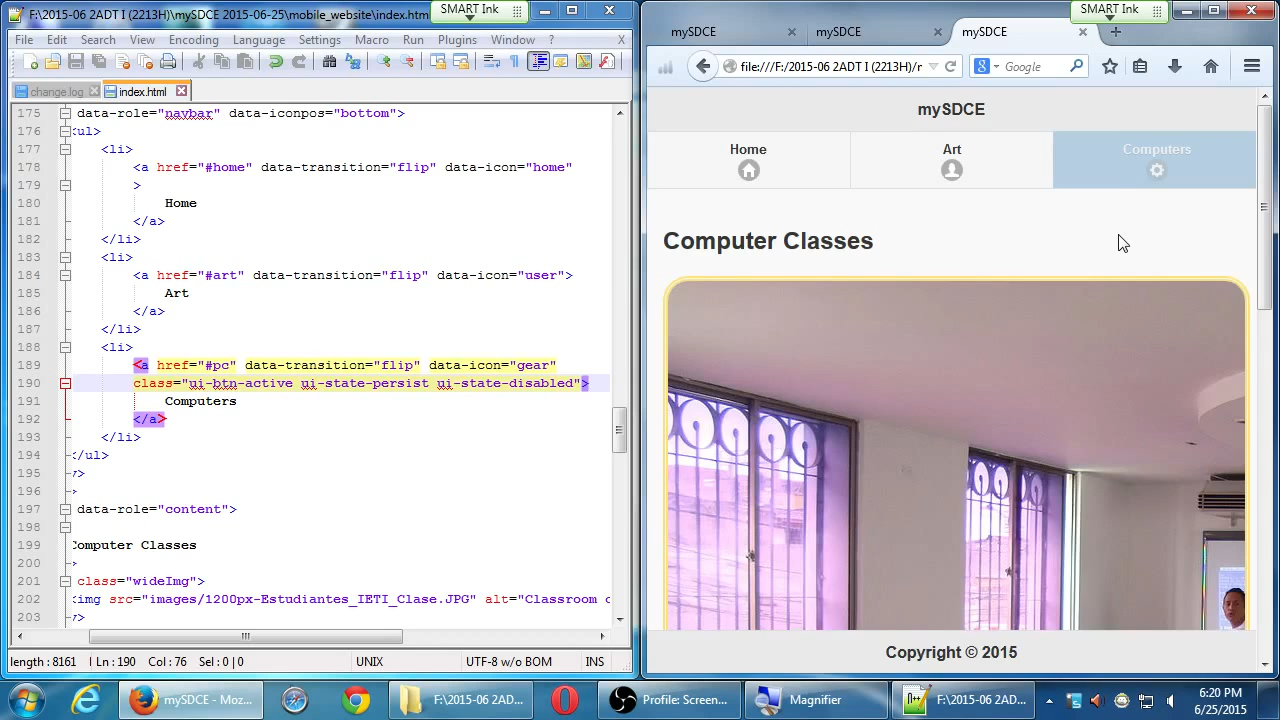 F:\2015-06 2ADT I (2213H)\mySDCE 2015-06-25\mobile_website\index.htm
SMART Ink
File Edit Search View Encoding Language Settings Macro Run Plugins Window ? X
change.log index.html
175 data-role="navbar" data-iconpos="bottom">
176 <ul>
177 <li>
178 <a href="#home" data-transition="flip" data-icon="home"
179 >
180 Home
181 </a>
182 </li>
183 <li>
184 <a href="#art" data-transition="flip" data-icon="user">
185 Art
186 </a>
187 </li>
188 <li>
189 <a href="#pc" data-transition="flip" data-icon="gear"
190 class="ui-btn-active ui-state-persist ui-state-disabled">
191 Computers
192 </a>
193 </li>
194 </ul>
195 />
196 >
197 data-role="content">
198
199 Computer Classes
200 >
201 class="wideImg">
202 img src="images/1200px-Estudiantes_IETI_Clase.JPG" alt="Classroom
203 />
length : 8161 Ln : 190 Col : 76 Sel : 0 | 0 UNIX UTF-8 w/o BOM INS
SMART Ink
mySDCE mySDCE mySDCE
file:///F:/2015-06 2ADT I (2213H)/
Google
mySDCE
Home Art Computers
Computer Classes
Copyright © 2015
mySDCE - Moz... F:\2015-06 2AD... Profile: Screen... Magnifier F:\2015-06 2AD...
6:20 PM
6/25/2015